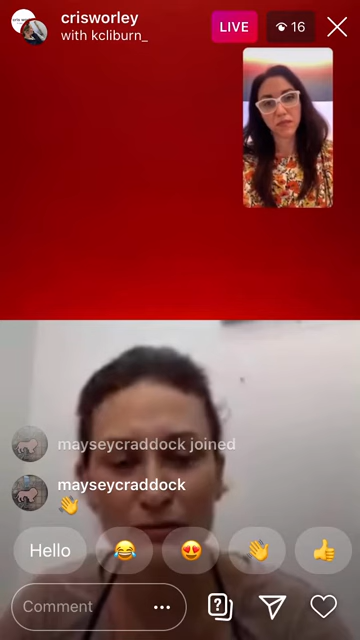 crisworley
with kcliburn_
LIVE
16
mayseycraddock joined
mayseycraddock
👋
Hello
😂 😍 👋 👍
Comment